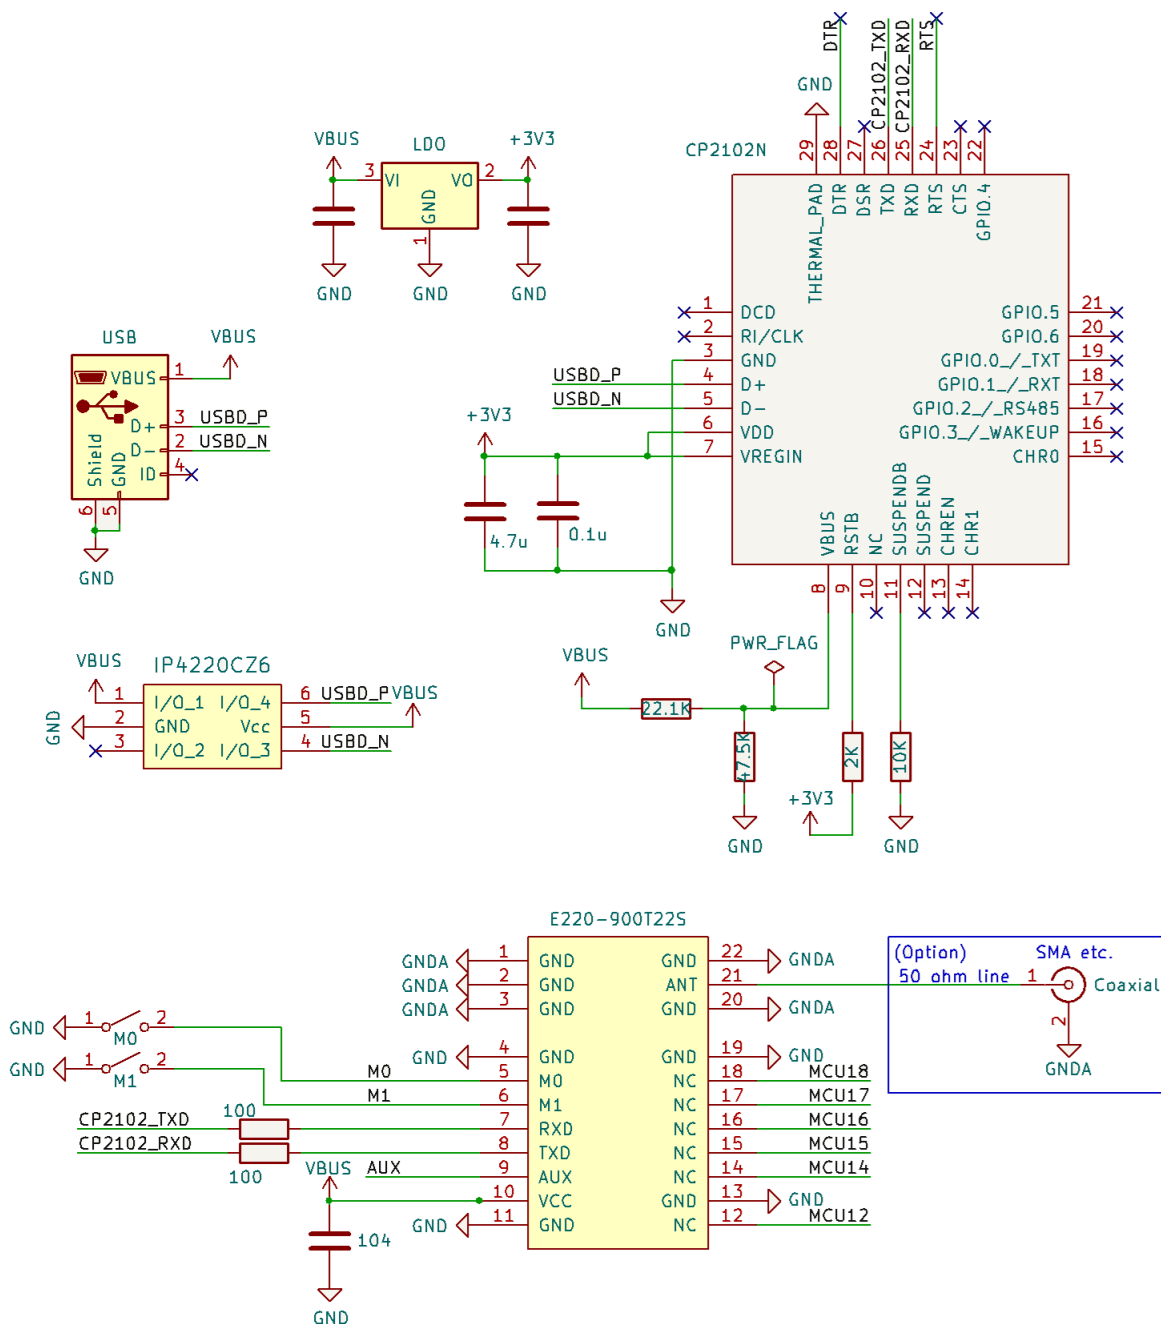 DTR
CP2102_TXD
CP2102_RXD
RTS
GND
29
28
27
26
25
24
23
22
CP2102N
THERMAL_PAD
DTR
DSR
TXD
RXD
RTS
CTS
GPIO.4
VBUS
LDO
+3V3
3 VI VO 2
GND
1
GND
GND
GND
1 DCD
2 RI/CLK
3 GND
USBD_P 4 D+
USBD_N 5 D-
6 VDD
7 VREGIN
GPIO.5 21
GPIO.6 20
GPIO.0_/_TXT 19
GPIO.1_/_RXT 18
GPIO.2_/_RS485 17
GPIO.3_/_WAKEUP 16
CHR0 15
VBUS
RSTB
NC
SUSPENDB
SUSPEND
CHREN
CHR1
8
9
10
11
12
13
14
USB
VBUS
VBUS 1
D+ 3 USBD_P
D- 2 USBD_N
ID 4
Shield
GND
6
5
GND
+3V3
4.7u
0.1u
GND
VBUS
PWR_FLAG
22.1K
47.5K
2K
10K
+3V3
GND
GND
VBUS
IP4220CZ6
1 I/O_1 I/O_4 6 USBD_P
VBUS
GND
2 GND Vcc 5
3 I/O_2 I/O_3 4 USBD_N
E220-900T22S
GNDA 1 GND GND 22 GNDA
GNDA 2 GND ANT 21
GNDA 3 GND GND 20 GNDA
GND 4 GND GND 19 GND
M0 5 M0 NC 18 MCU18
M1 6 M1 NC 17 MCU17
7 RXD NC 16 MCU16
8 TXD NC 15 MCU15
AUX 9 AUX NC 14 MCU14
10 VCC GND 13 GND
GND 11 GND NC 12 MCU12
GND 1 2
M0
GND 1 2
M1
CP2102_TXD
100
CP2102_RXD
100
VBUS
104
GND
(Option)
50 ohm line
SMA etc.
1
Coaxial
2
GNDA